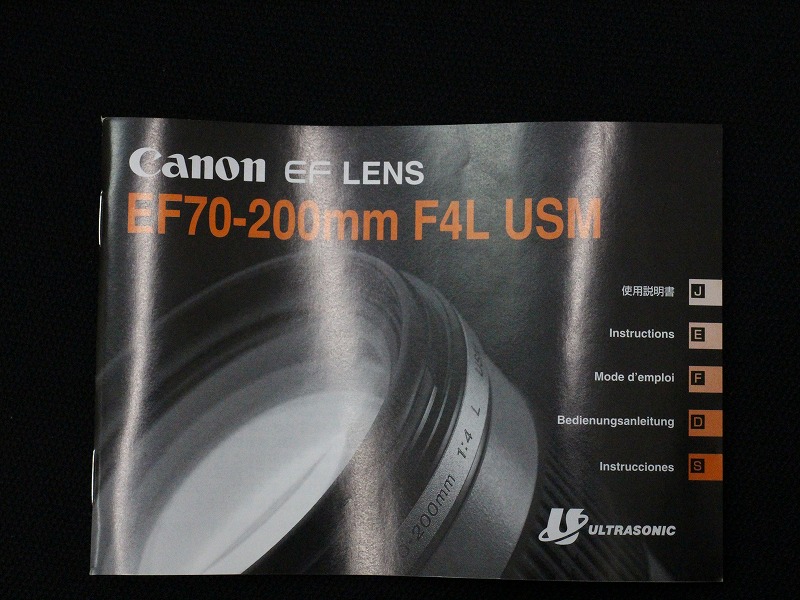 Canon EF LENS
EF70-200mm F4L USM
使用説明書 J
Instructions E
Mode d'emploi F
Bedienungsanleitung D
Instrucciones S
-200mm 1:4 L
ULTRASONIC